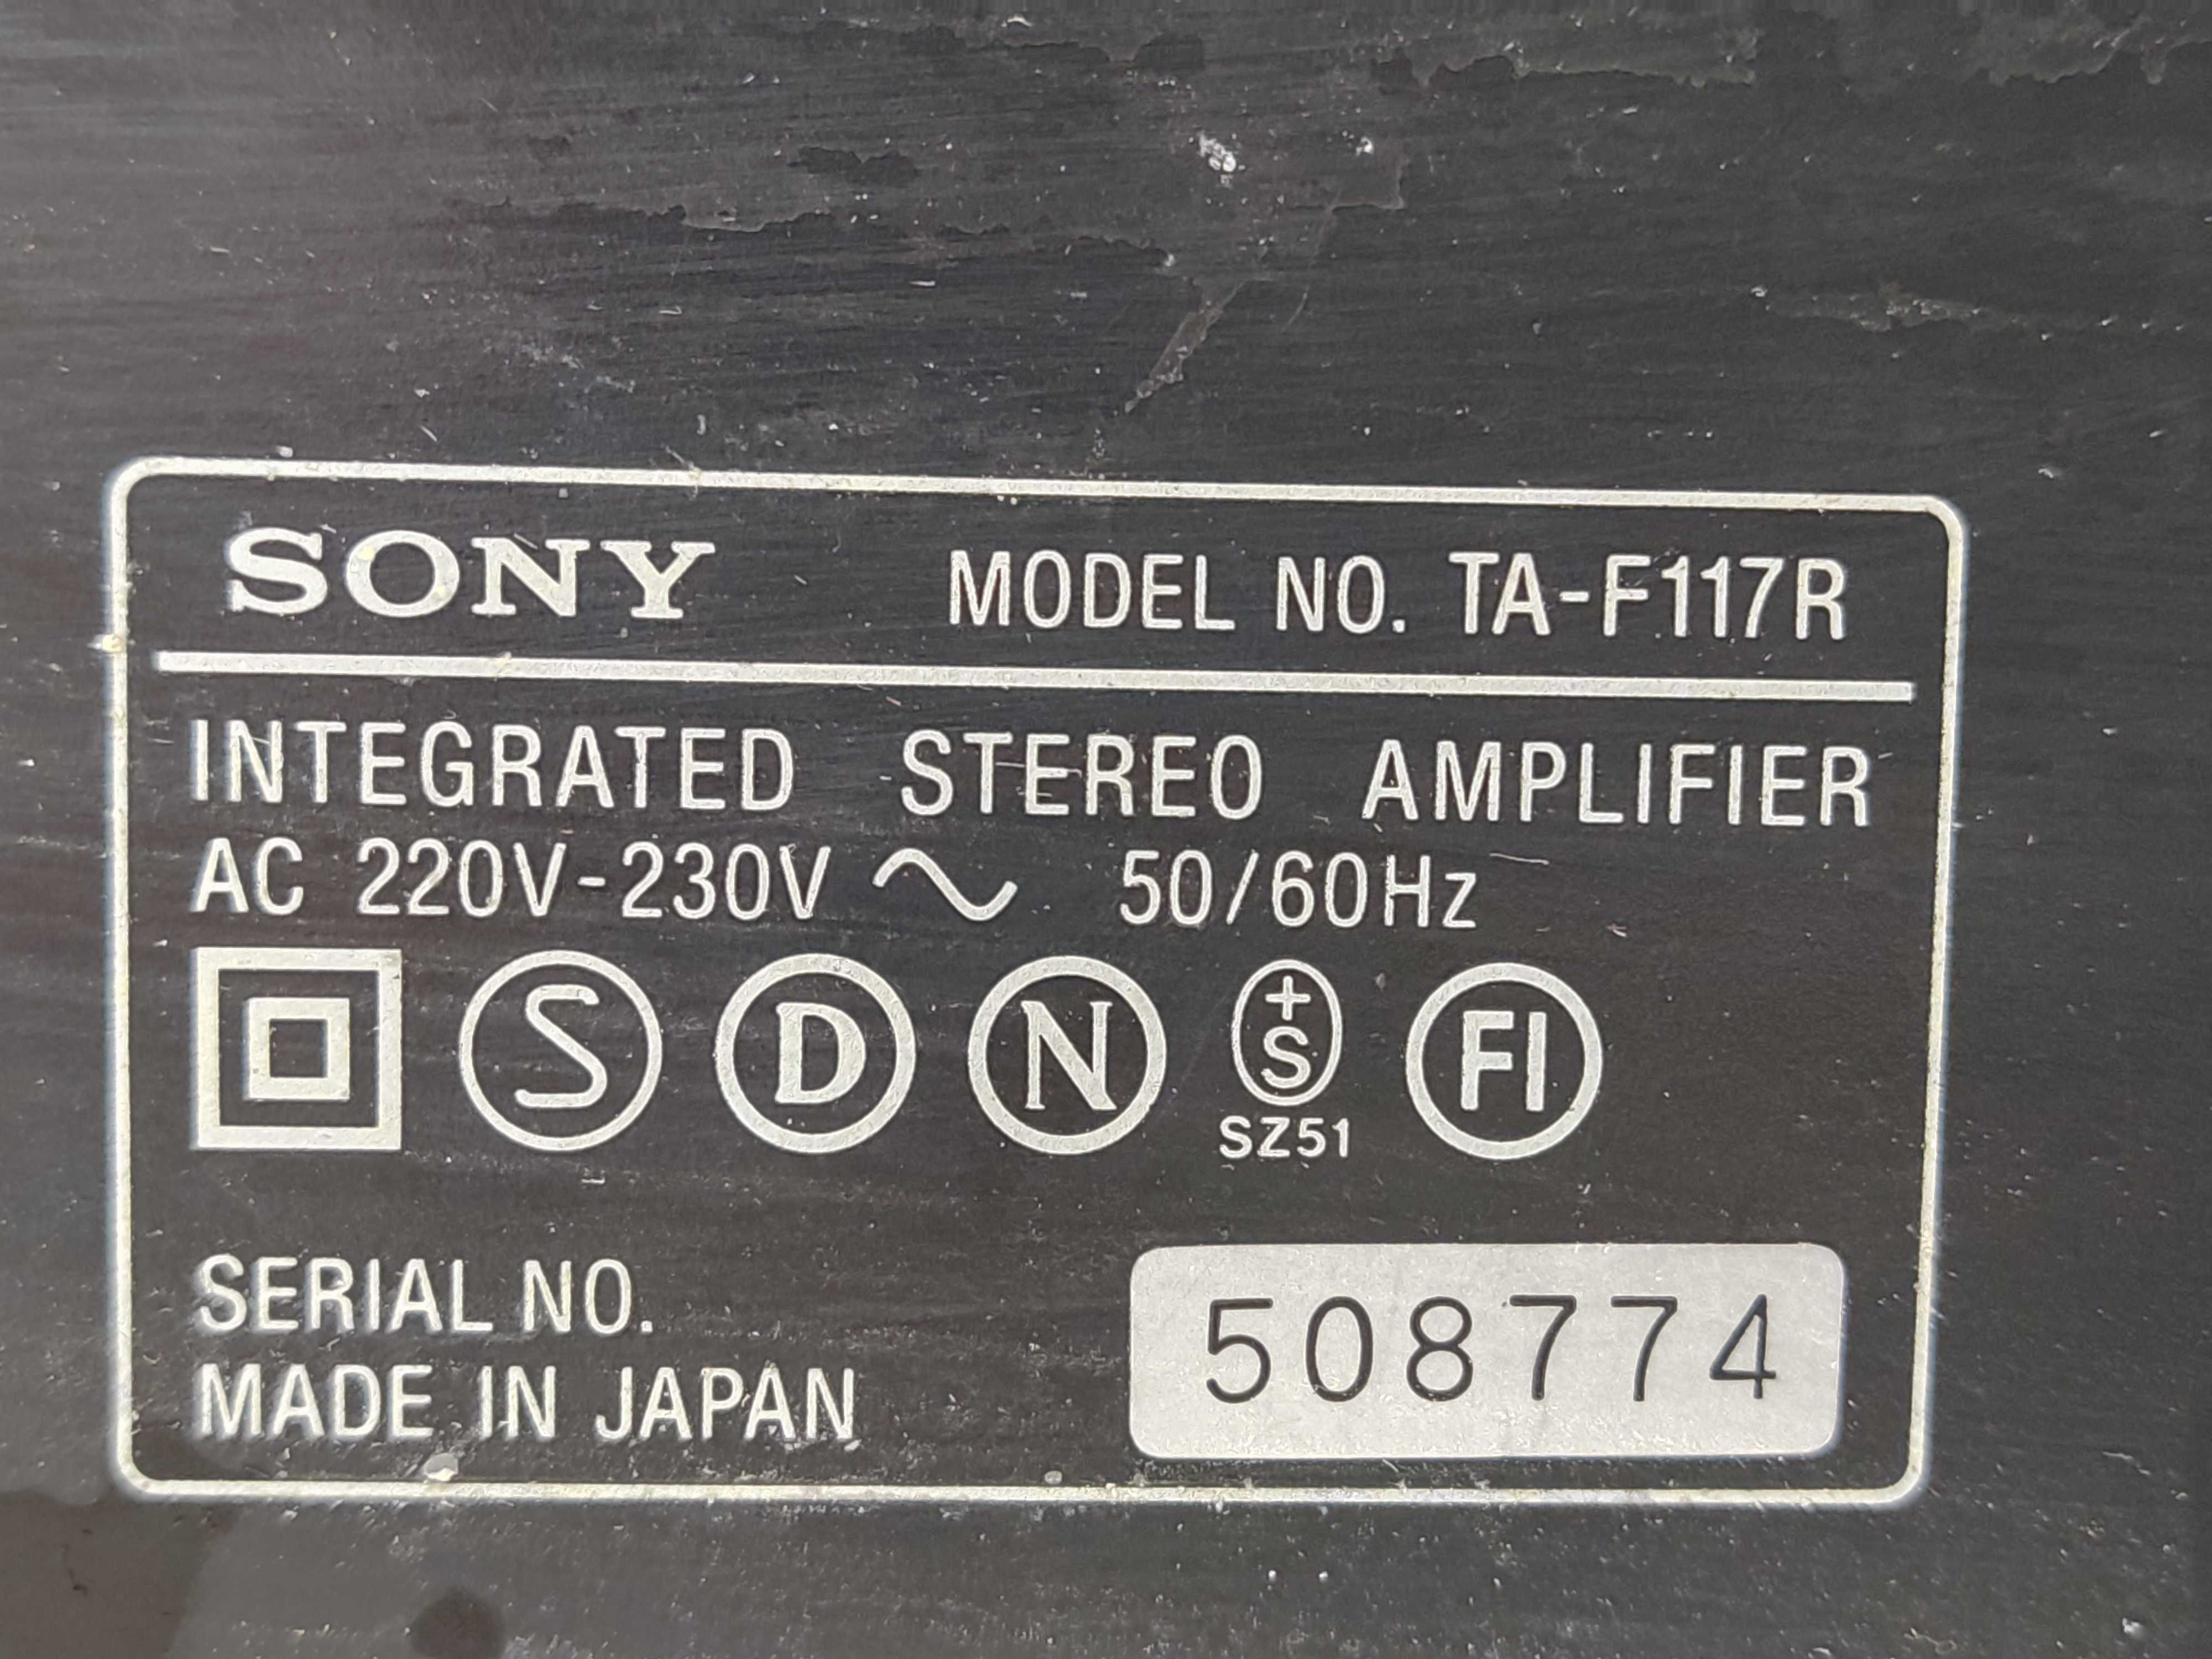 SONY MODEL NO. TA-F117R
INTEGRATED STEREO AMPLIFIER
AC 220V-230V ~ 50/60Hz
S D N +S FI
SZ51
SERIAL NO. 508774
MADE IN JAPAN